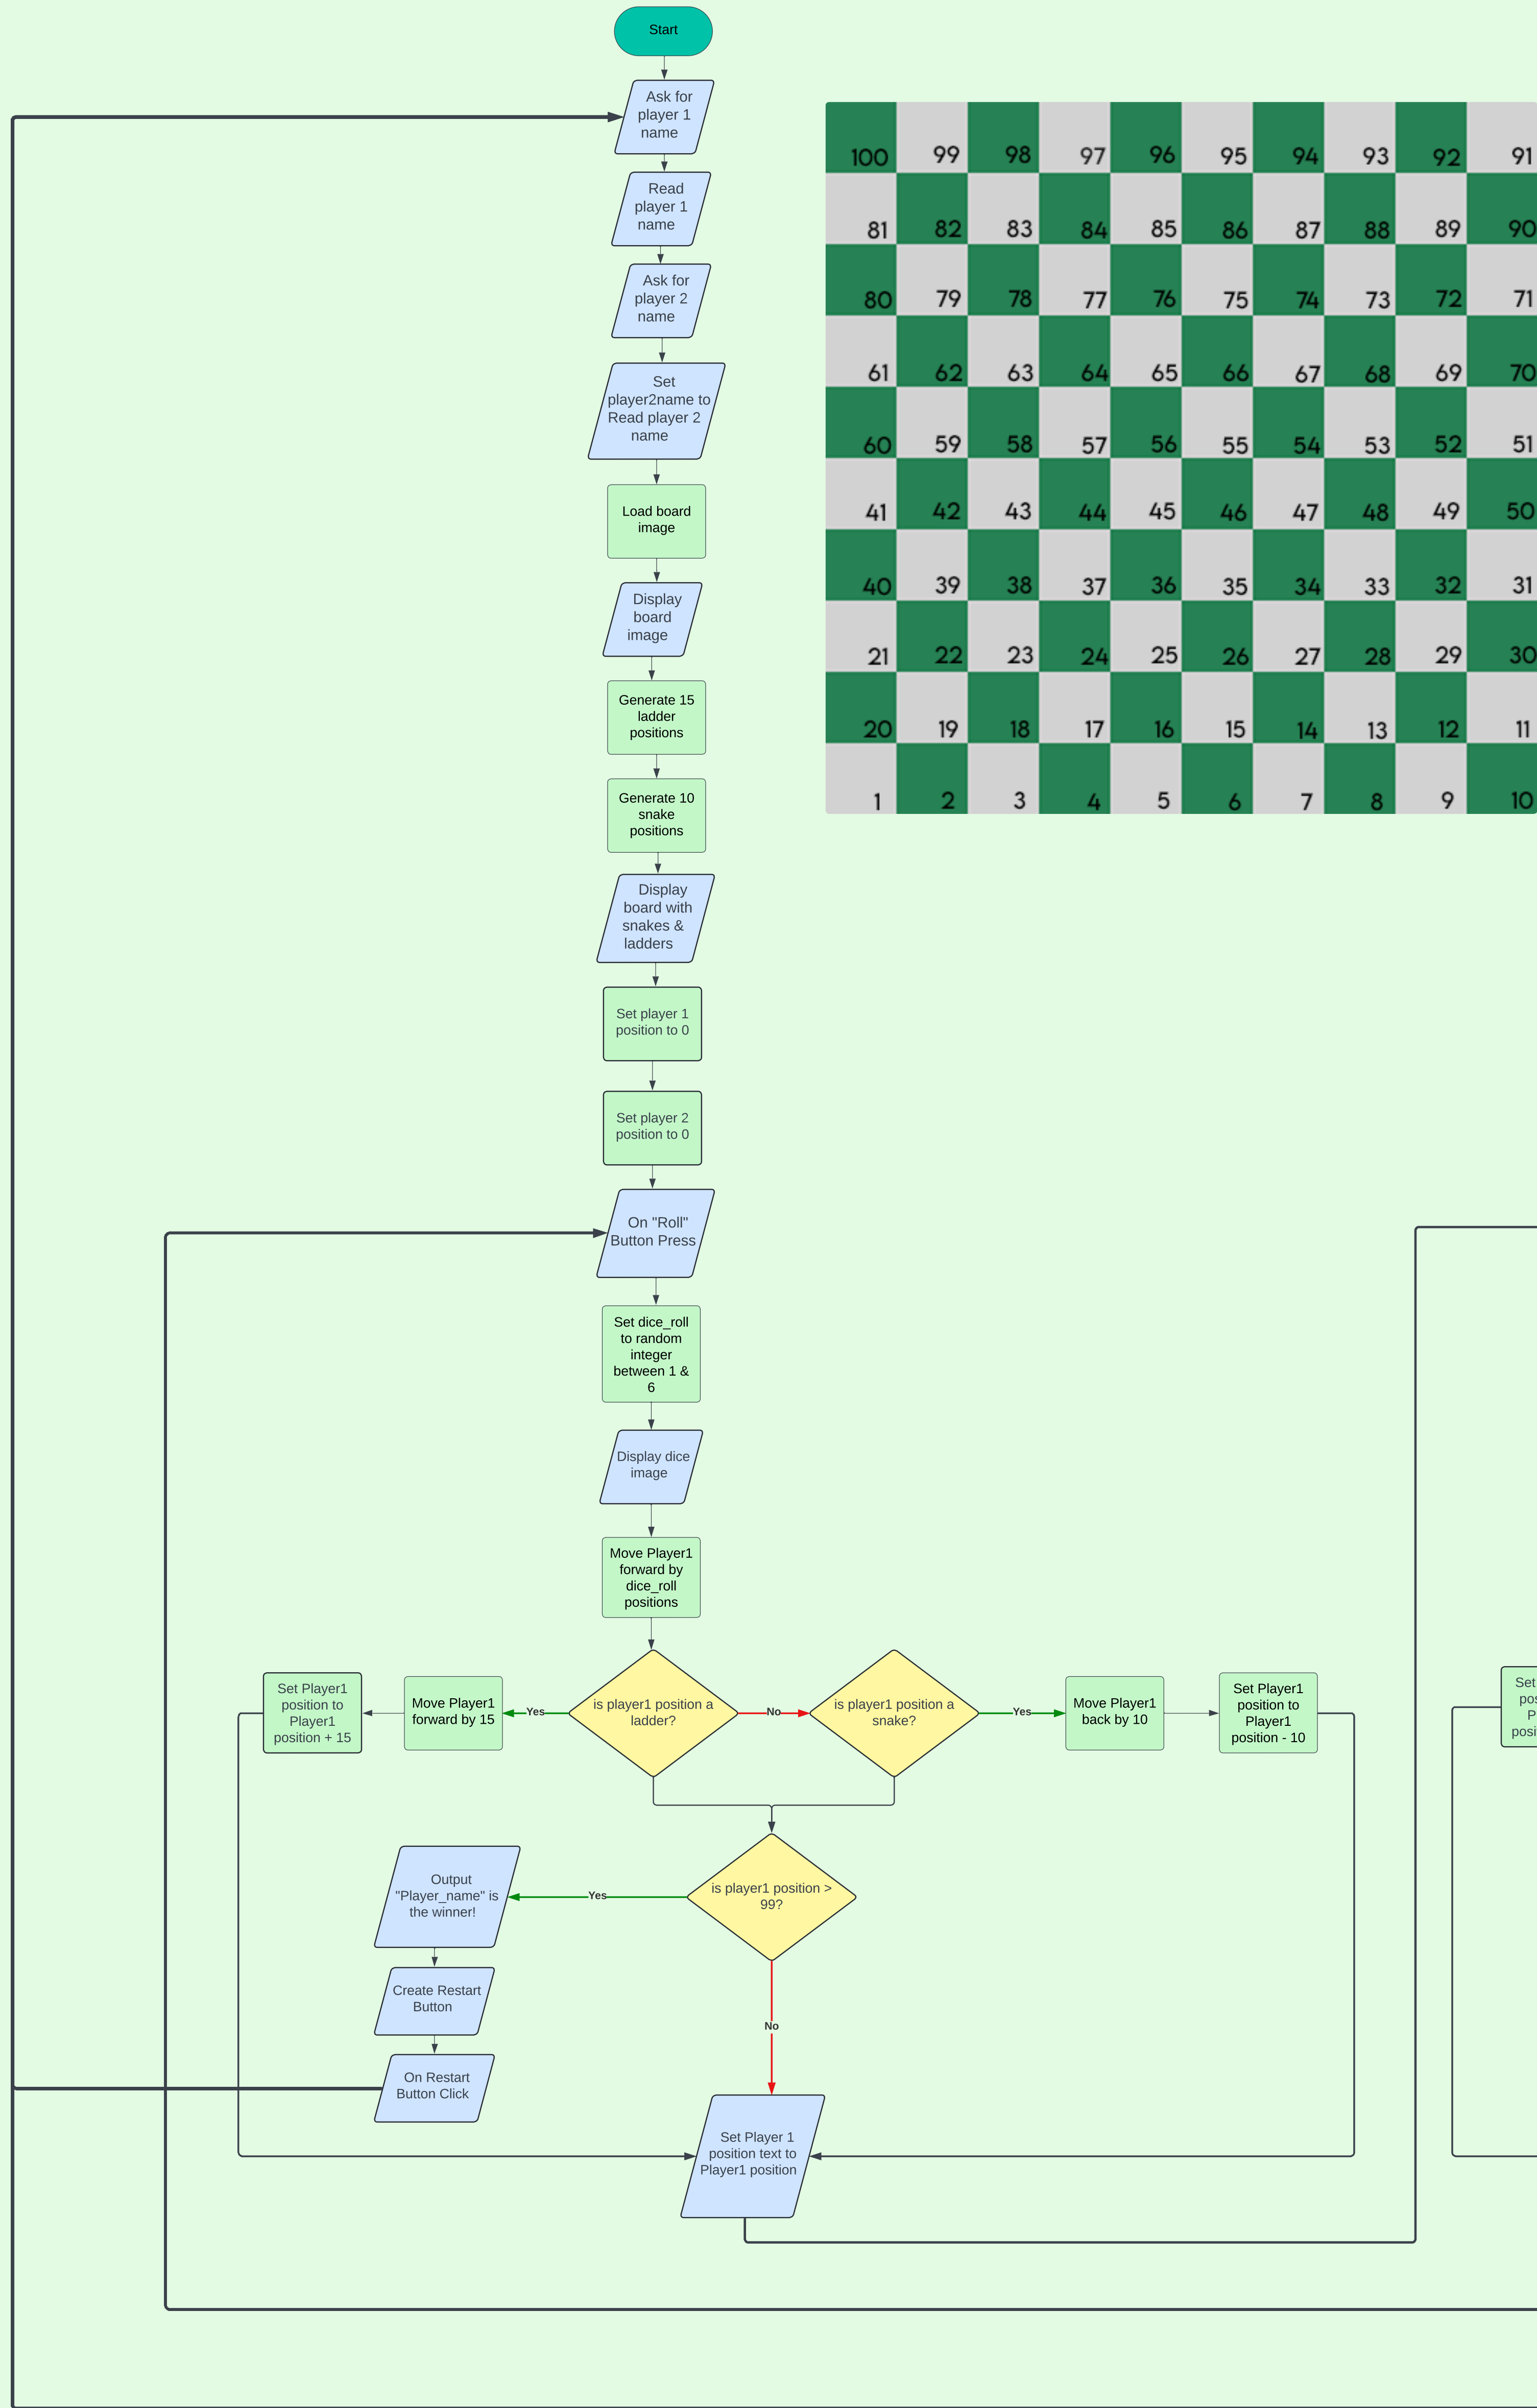 Start
Ask for
player 1
name
Read
player 1
name
Ask for
player 2
name
Set
player2name to
Read player 2
name
Load board
image
Display
board
image
Generate 15
ladder
positions
Generate 10
snake
positions
Display
board with
snakes &
ladders
Set player 1
position to 0
Set player 2
position to 0
100 99 98 97 96 95 94 93 92 91
81 82 83 84 85 86 87 88 89 90
80 79 78 77 76 75 74 73 72 71
61 62 63 64 65 66 67 68 69 70
60 59 58 57 56 55 54 53 52 51
41 42 43 44 45 46 47 48 49 50
40 39 38 37 36 35 34 33 32 31
21 22 23 24 25 26 27 28 29 30
20 19 18 17 16 15 14 13 12 11
1 2 3 4 5 6 7 8 9 10
On "Roll"
Button Press
Set dice_roll
to random
integer
between 1 &
6
Display dice
image
Move Player1
forward by
dice_roll
positions
Set Player1
position to
Player1
position + 15
Move Player1
forward by 15
Yes
is player1 position a
ladder?
No
is player1 position a
snake?
Yes
Move Player1
back by 10
Set Player1
position to
Player1
position - 10
Set
pos
P
posi
Output
"Player_name" is
the winner!
Yes
is player1 position >
99?
Create Restart
Button
No
On Restart
Button Click
Set Player 1
position text to
Player1 position